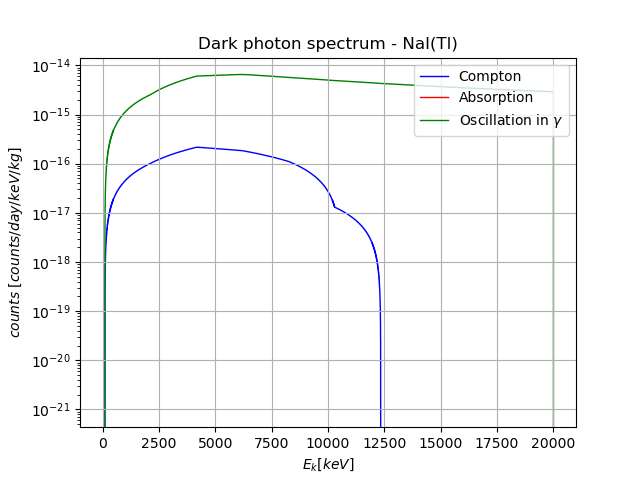 Dark photon spectrum - NaI(Tl)
10⁻¹⁴
10⁻¹⁵
10⁻¹⁶
10⁻¹⁷
10⁻¹⁸
10⁻¹⁹
10⁻²⁰
10⁻²¹
counts [counts/day/keV/kg]
Compton
Absorption
Oscillation in γ
0 2500 5000 7500 10000 12500 15000 17500 20000
E_k[keV]